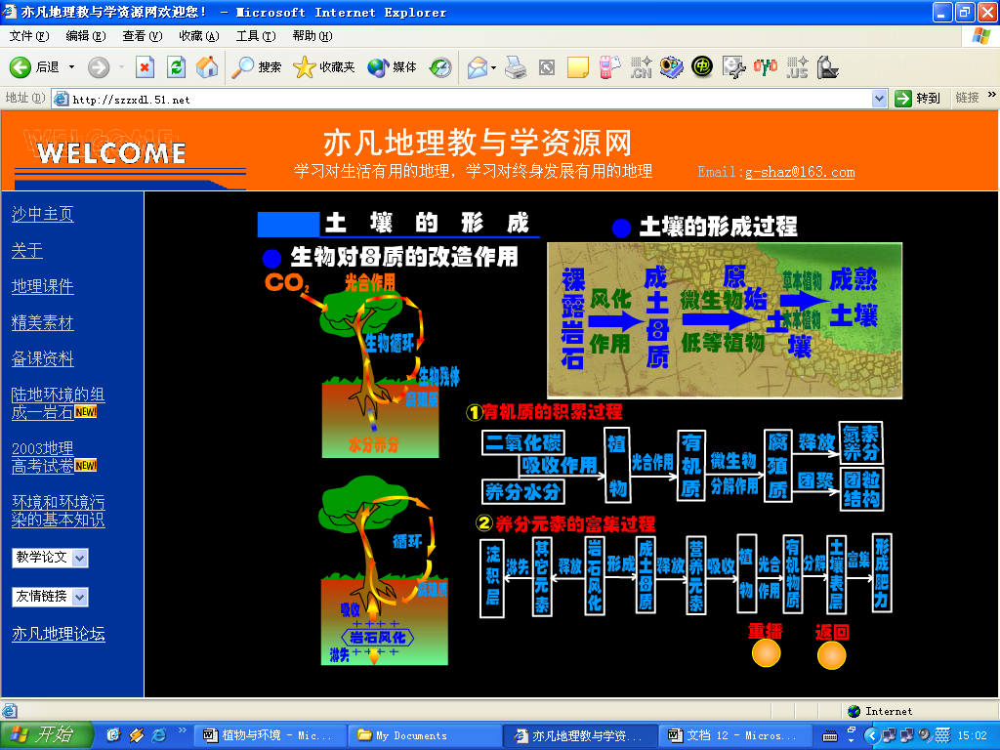 亦凡地理教与学资源网欢迎您! - Microsoft Internet Explorer
文件(F) 编辑(E) 查看(V) 收藏(A) 工具(T) 帮助(H)
后退 搜索 收藏夹 媒体
地址(D) http://szzxdl.51.net 转到 链接 »
WELCOME
亦凡地理教与学资源网
学习对生活有用的地理，学习对终身发展有用的地理
Email:g-shaz@163.com
沙中主页
关于
地理课件
精美素材
备课资料
陆地环境的组
成—岩石 NEW!
2003地理
高考试卷 NEW!
环境和环境污
染的基本知识
教学论文
友情链接
亦凡地理论坛
土壤的形成
生物对母质的改造作用
CO2
光合作用
生物循环
生物残体
腐殖质
水分养分
循环
腐殖质
吸收
++++
岩石风化
淋失 ++++
土壤的形成过程
裸露岩石
风化
作用
成土母质
微生物
低等植物
原始土壤
草本植物
木本植物
成熟
土壤
①有机质的积累过程
二氧化碳
吸收作用
养分水分
植物
光合作用
有机质
微生物
分解作用
腐殖质
释放
氮素
养分
团聚
团粒
结构
②养分元素的富集过程
淀积层
淋失
其它元素
释放
岩石风化
形成
成土母质
释放
营养元素
吸收
植物
光合
作用
有机物质
分解
土壤表层
富集
形成肥力
重播
返回
Internet
开始
植物与环境 - Mic...
My Documents
亦凡地理教与学资...
文档 12 - Micros...
15:02